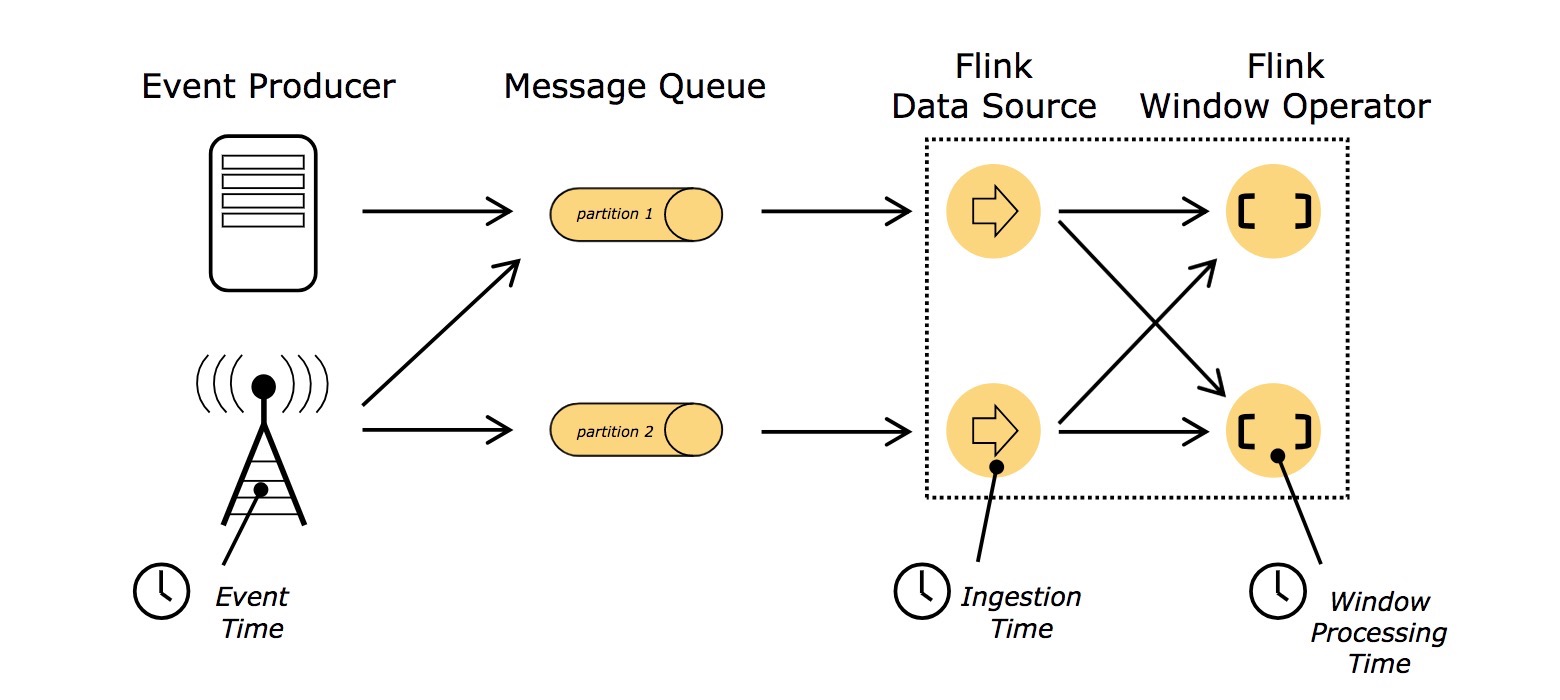 Event Producer
Message Queue
Flink
Data Source
Flink
Window Operator
partition 1
partition 2
Event
Time
Ingestion
Time
Window
Processing
Time